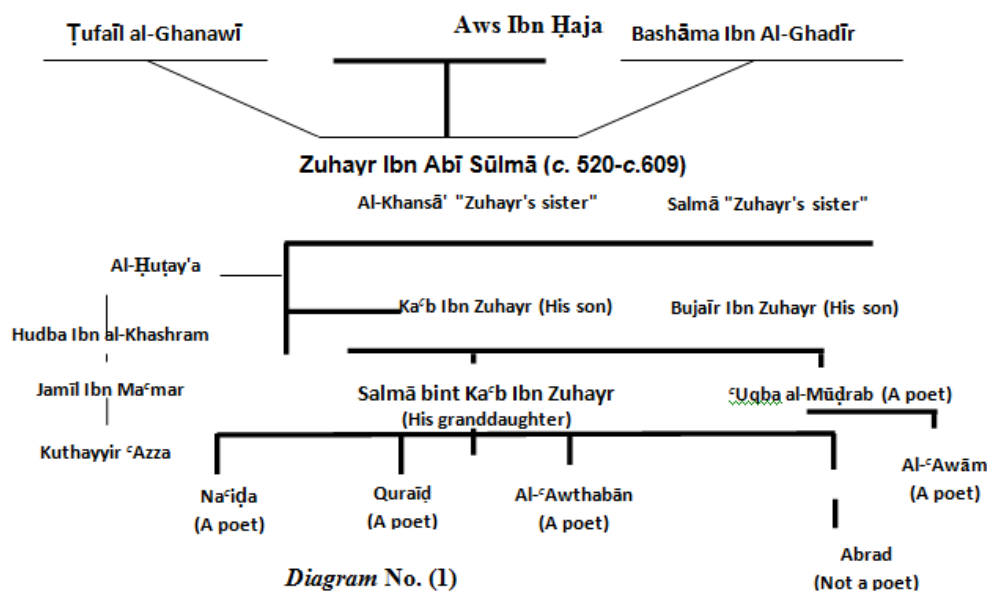 Ṭufaīl al-Ghanawī
Aws Ibn Ḥaja
Bashāma Ibn Al-Ghadīr
Zuhayr Ibn Abī Sūlmā (c. 520-c.609)
Al-Khansā' "Zuhayr's sister"
Salmā "Zuhayr's sister"
Al-Ḥuṭay'a
Kaᶜb Ibn Zuhayr (His son)
Bujaīr Ibn Zuhayr (His son)
Hudba Ibn al-Khashram
Jamīl Ibn Maᶜmar
Salmā bint Kaᶜb Ibn Zuhayr
(His granddaughter)
ᶜUqba al-Mūḍrab (A poet)
Kuthayyir ᶜAzza
Al-ᶜAwām
(A poet)
Naᶜiḍa
(A poet)
Quraīḍ
(A poet)
Al-ᶜAwthabān
(A poet)
Abrad
(Not a poet)
Diagram No. (1)